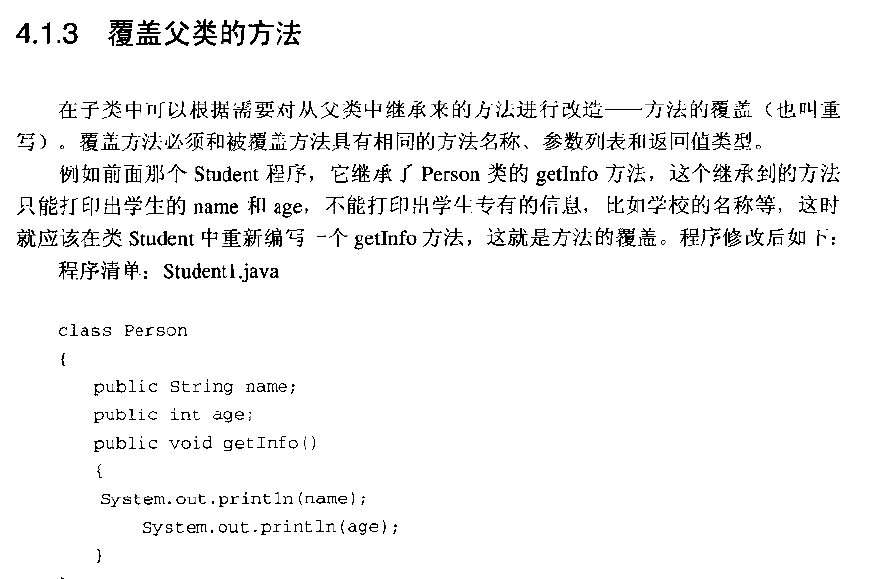 4.1.3 覆盖父类的方法
在子类中可以根据需要对从父类中继承来的方法进行改造——方法的覆盖（也叫重
写）。覆盖方法必须和被覆盖方法具有相同的方法名称、参数列表和返回值类型。
例如前面那个 Student 程序，它继承了 Person 类的 getInfo 方法，这个继承到的方法
只能打印出学生的 name 和 age，不能打印出学生专有的信息，比如学校的名称等，这时
就应该在类 Student 中重新编写一个 getInfo 方法，这就是方法的覆盖。程序修改后如下：
程序清单：Student1.java
class Person
{
public String name;
public int age;
public void getInfo()
{
System.out.println(name);
System.out.println(age);
}